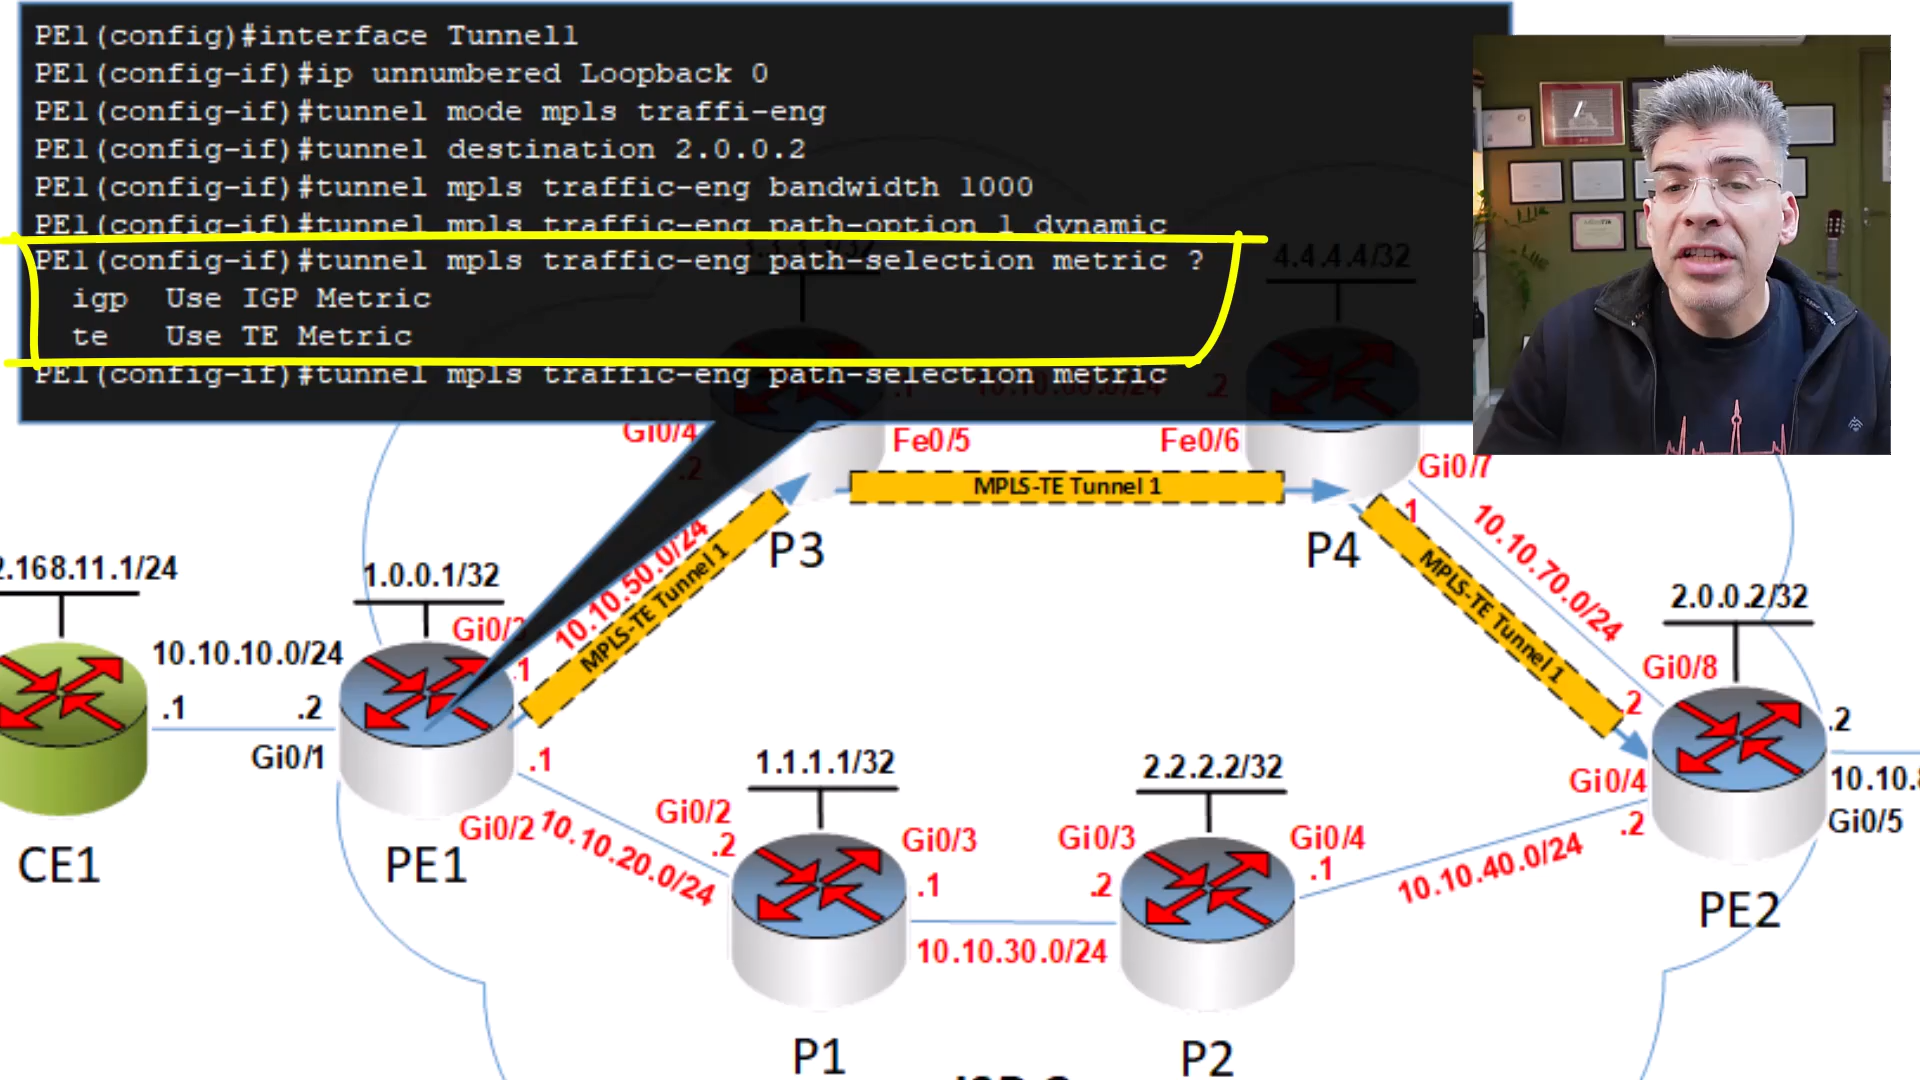 PE1(config)#interface Tunnel1
PE1(config-if)#ip unnumbered Loopback 0
PE1(config-if)#tunnel mode mpls traffi-eng
PE1(config-if)#tunnel destination 2.0.0.2
PE1(config-if)#tunnel mpls traffic-eng bandwidth 1000
PE1(config-if)#tunnel mpls traffic-eng path-option 1 dynamic
PE1(config-if)#tunnel mpls traffic-eng path-selection metric ?
igp Use IGP Metric
te Use TE Metric
PE1(config-if)#tunnel mpls traffic-eng path-selection metric
4.4.4.4/32
.1
.2
Gi0/4
.2
Fe0/5
Fe0/6
Gi0/7
.1
MPLS-TE Tunnel 1
P3
P4
10.10.50.0/24
MPLS-TE Tunnel 1
10.10.70.0/24
MPLS-TE Tunnel 1
2.168.11.1/24
1.0.0.1/32
2.0.0.2/32
Gi0/3
.1
10.10.10.0/24
.1
.2
Gi0/1
Gi0/8
.2
.2
CE1
PE1
.1
Gi0/2
10.10.20.0/24
1.1.1.1/32
2.2.2.2/32
Gi0/2
.2
Gi0/3
.1
Gi0/3
.2
Gi0/4
.1
10.10.30.0/24
10.10.40.0/24
Gi0/4
.2
10.10.8
Gi0/5
PE2
P1
P2